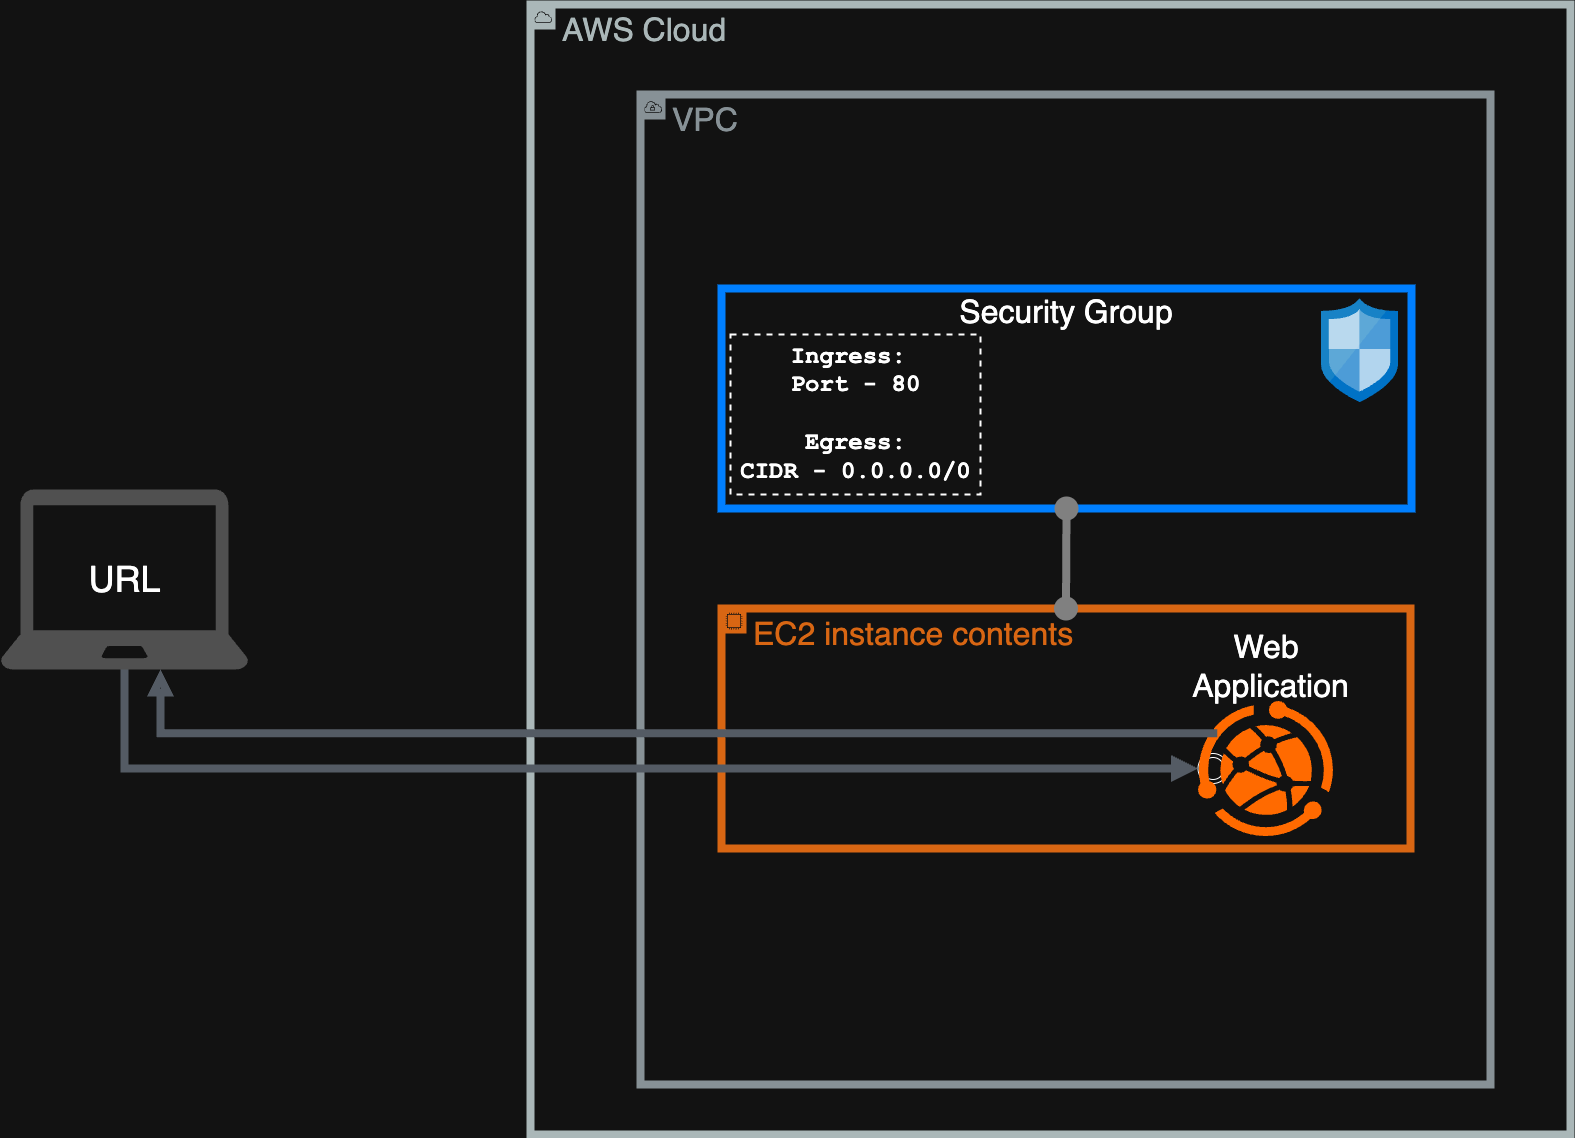 AWS Cloud
VPC
Security Group
Ingress:
Port - 80
Egress:
CIDR - 0.0.0.0/0
URL
EC2 instance contents
Web
Application